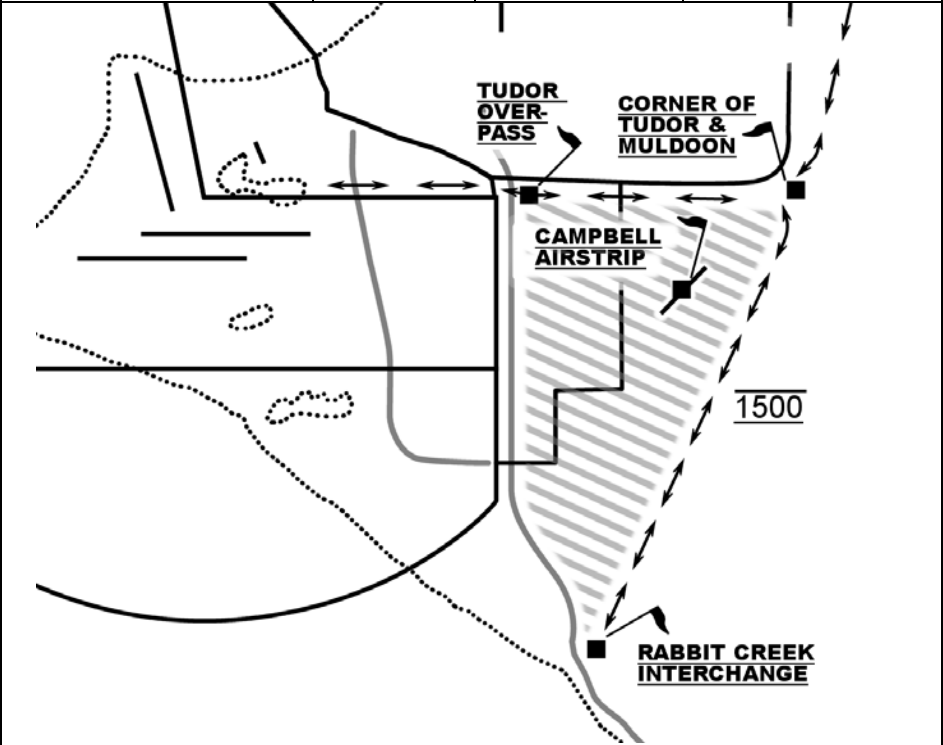 TUDOR
OVER-
PASS
CORNER OF
TUDOR &
MULDOON
CAMPBELL
AIRSTRIP
1500
RABBIT CREEK
INTERCHANGE